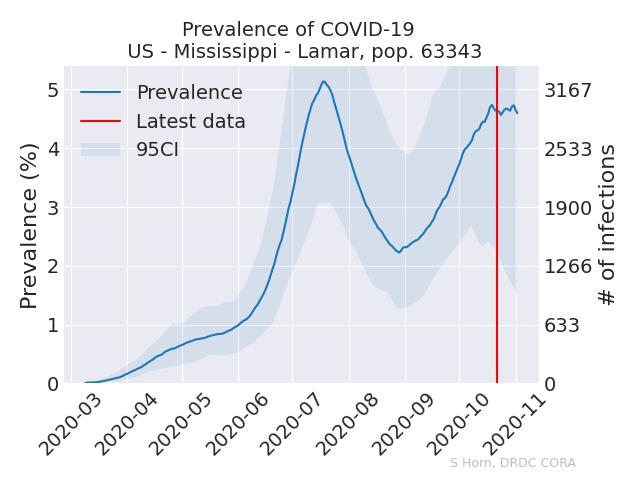 Prevalence of COVID-19
US - Mississippi - Lamar, pop. 63343
Prevalence
Latest data
95CI
Prevalence (%)
5
4
3
2
1
0
3167
2533
1900
1266
633
0
# of infections
2020-03
2020-04
2020-05
2020-06
2020-07
2020-08
2020-09
2020-10
2020-11
S Horn, DRDC CORA